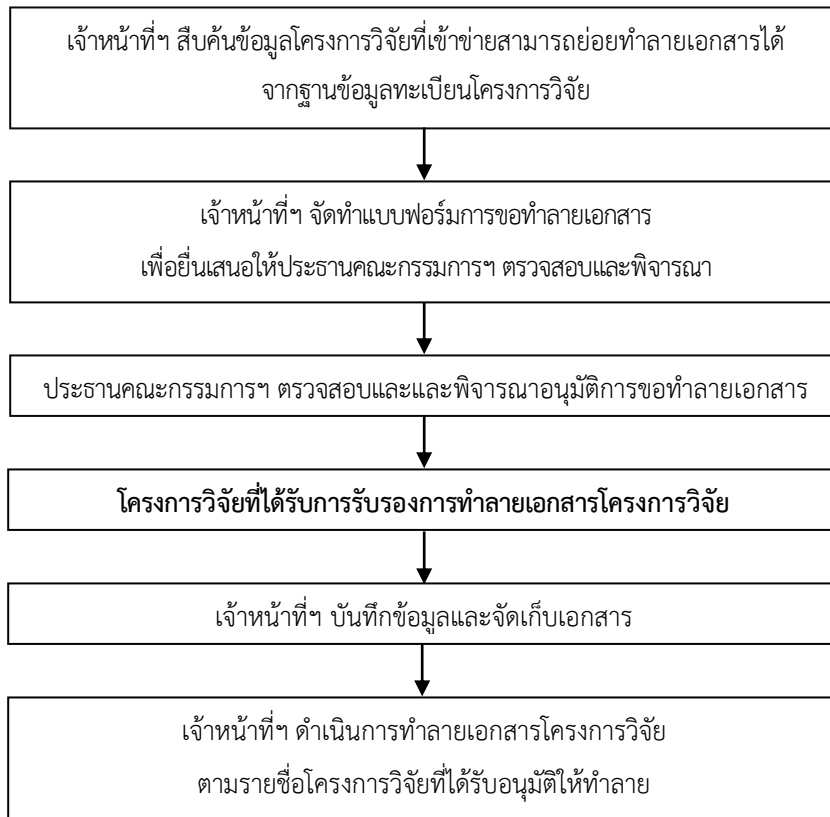 เจ้าหน้าที่ฯ สืบค้นข้อมูลโครงการวิจัยที่เข้าข่ายสามารถย่อยทำลายเอกสารได้
จากฐานข้อมูลทะเบียนโครงการวิจัย
เจ้าหน้าที่ฯ จัดทำแบบฟอร์มการขอทำลายเอกสาร
เพื่อยื่นเสนอให้ประธานคณะกรรมการฯ ตรวจสอบและพิจารณา
ประธานคณะกรรมการฯ ตรวจสอบและและพิจารณาอนุมัติการขอทำลายเอกสาร
โครงการวิจัยที่ได้รับการรับรองการทำลายเอกสารโครงการวิจัย
เจ้าหน้าที่ฯ บันทึกข้อมูลและจัดเก็บเอกสาร
เจ้าหน้าที่ฯ ดำเนินการทำลายเอกสารโครงการวิจัย
ตามรายชื่อโครงการวิจัยที่ได้รับอนุมัติให้ทำลาย